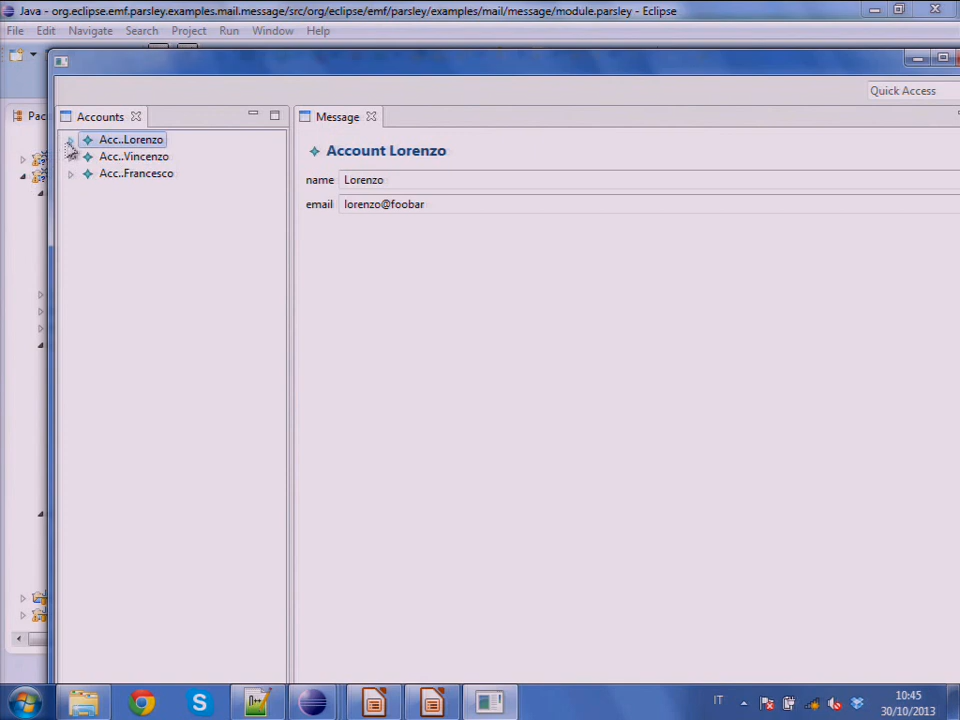 Java - org.eclipse.emf.parsley.examples.mail.message/src/org/eclipse/emf/parsley/examples/mail/message/module.parsley - Eclipse
File Edit Navigate Search Project Run Window Help
Quick Access
Pac
Accounts
Message
Acc..Lorenzo
Acc..Vincenzo
Acc..Francesco
Account Lorenzo
name Lorenzo
email lorenzo@foobar
IT
10:45
30/10/2013